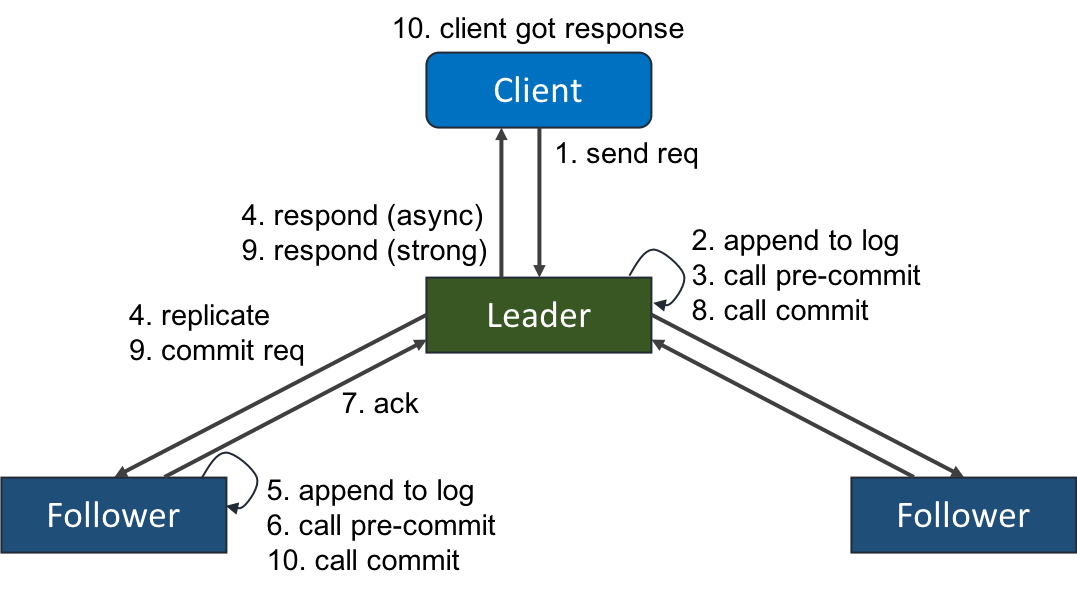 10. client got response
Client
1. send req
4. respond (async)
9. respond (strong)
2. append to log
3. call pre-commit
8. call commit
Leader
4. replicate
9. commit req
7. ack
Follower
5. append to log
6. call pre-commit
10. call commit
Follower